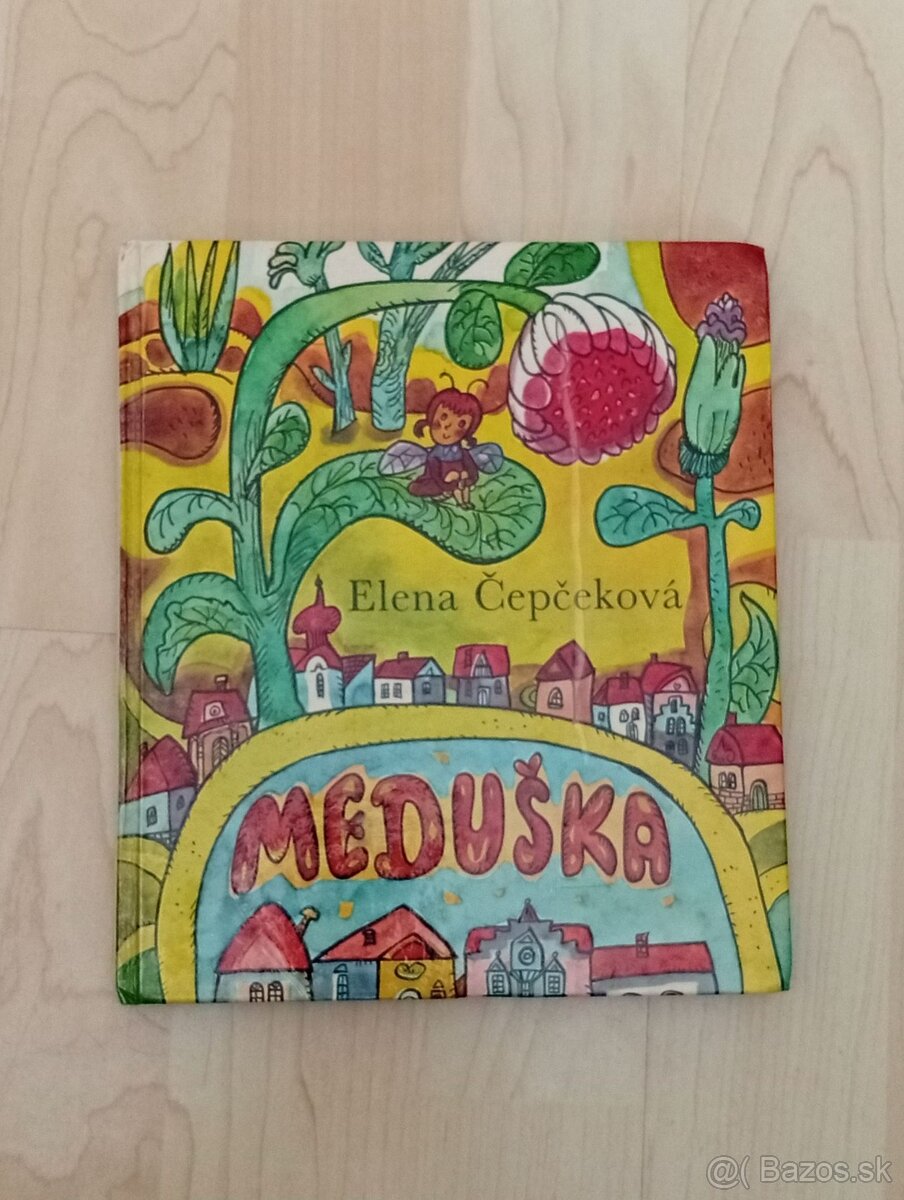 Elena Čepčeková
MEDUŠKA
@( Bazos.sk